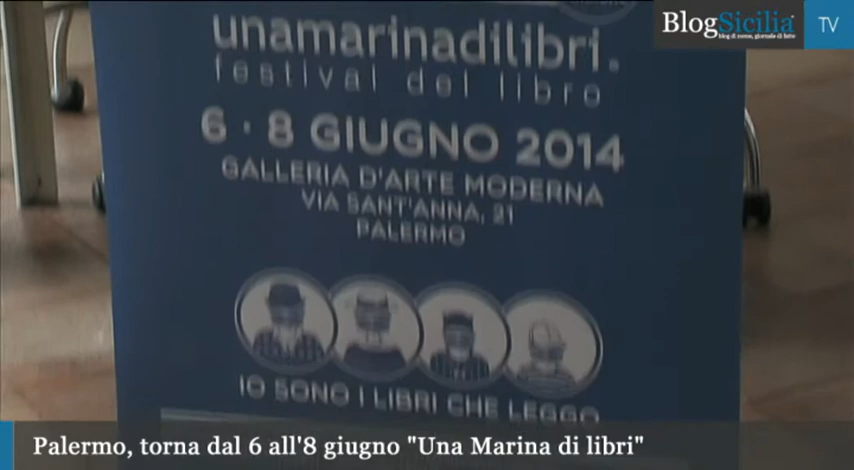 BlogSicilia
blog di nome, giornale di fatto
TV
unamarinadilibri.
festival del libro
6 · 8 GIUGNO 2014
GALLERIA D'ARTE MODERNA
VIA SANT'ANNA, 21
PALERMO
IO SONO I LIBRI CHE LEGGO
Palermo, torna dal 6 all'8 giugno "Una Marina di libri"